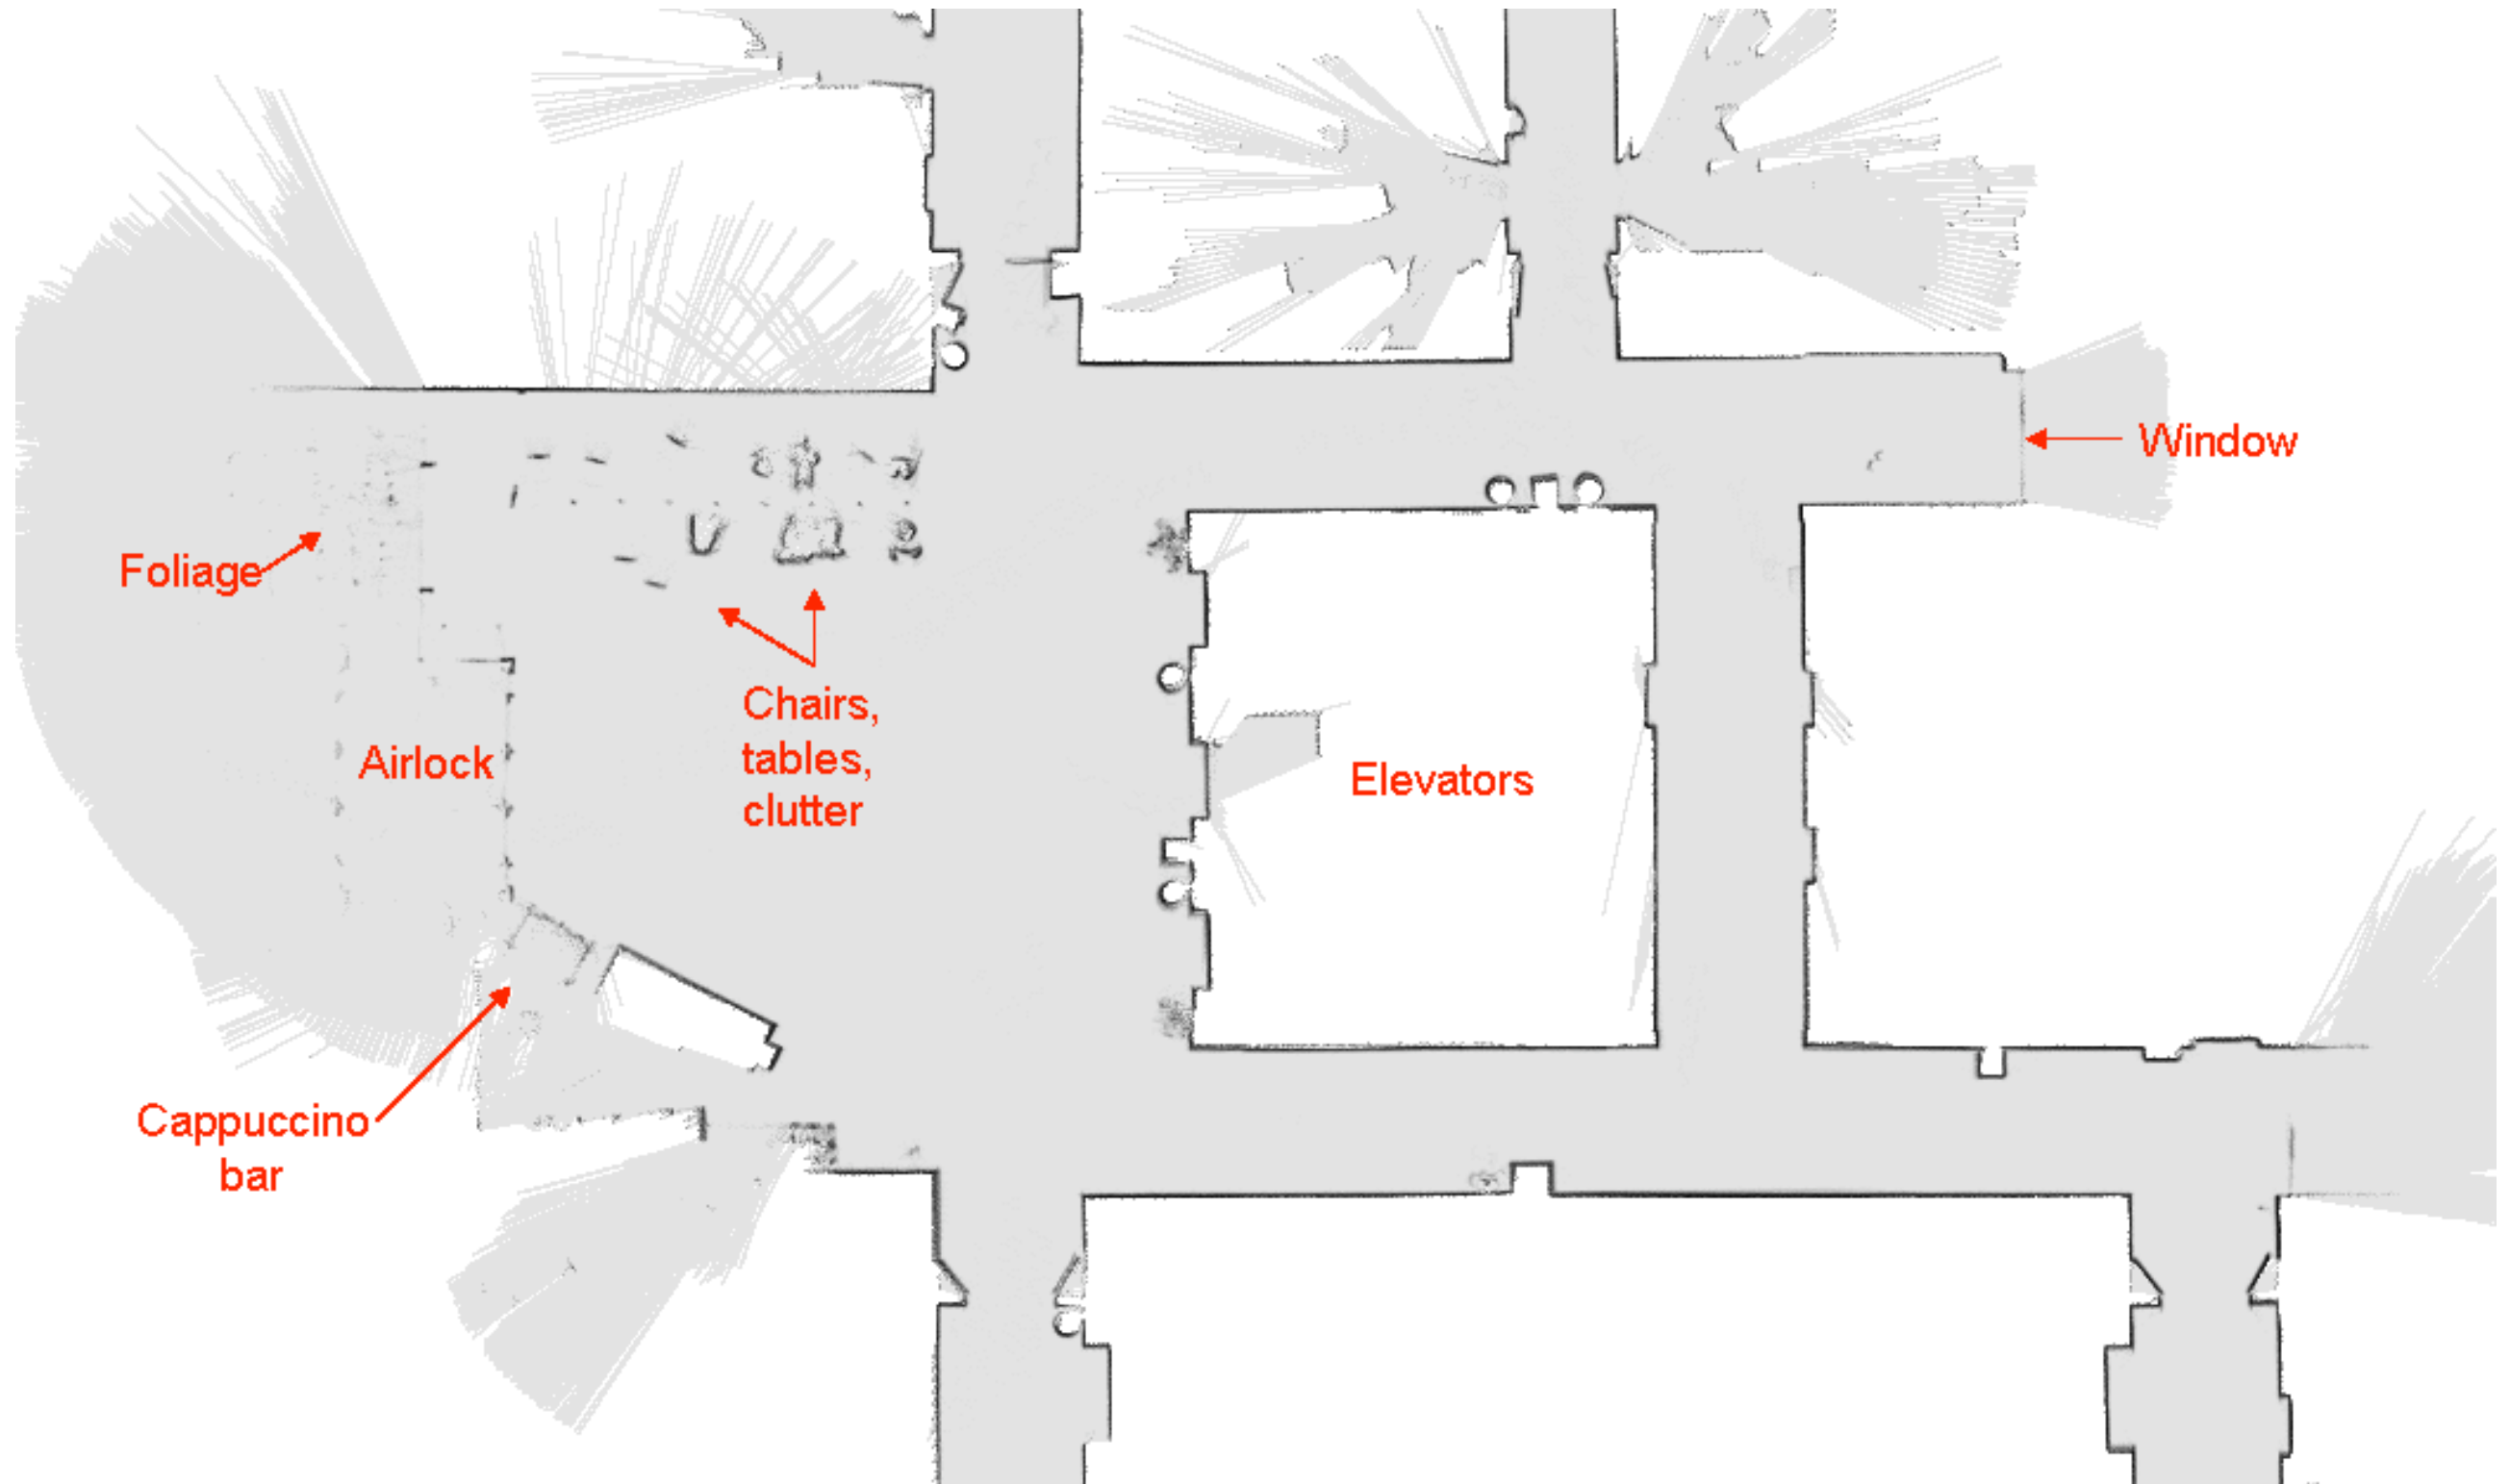 Window
Foliage
Chairs,
tables,
clutter
Airlock
Elevators
Cappuccino
bar